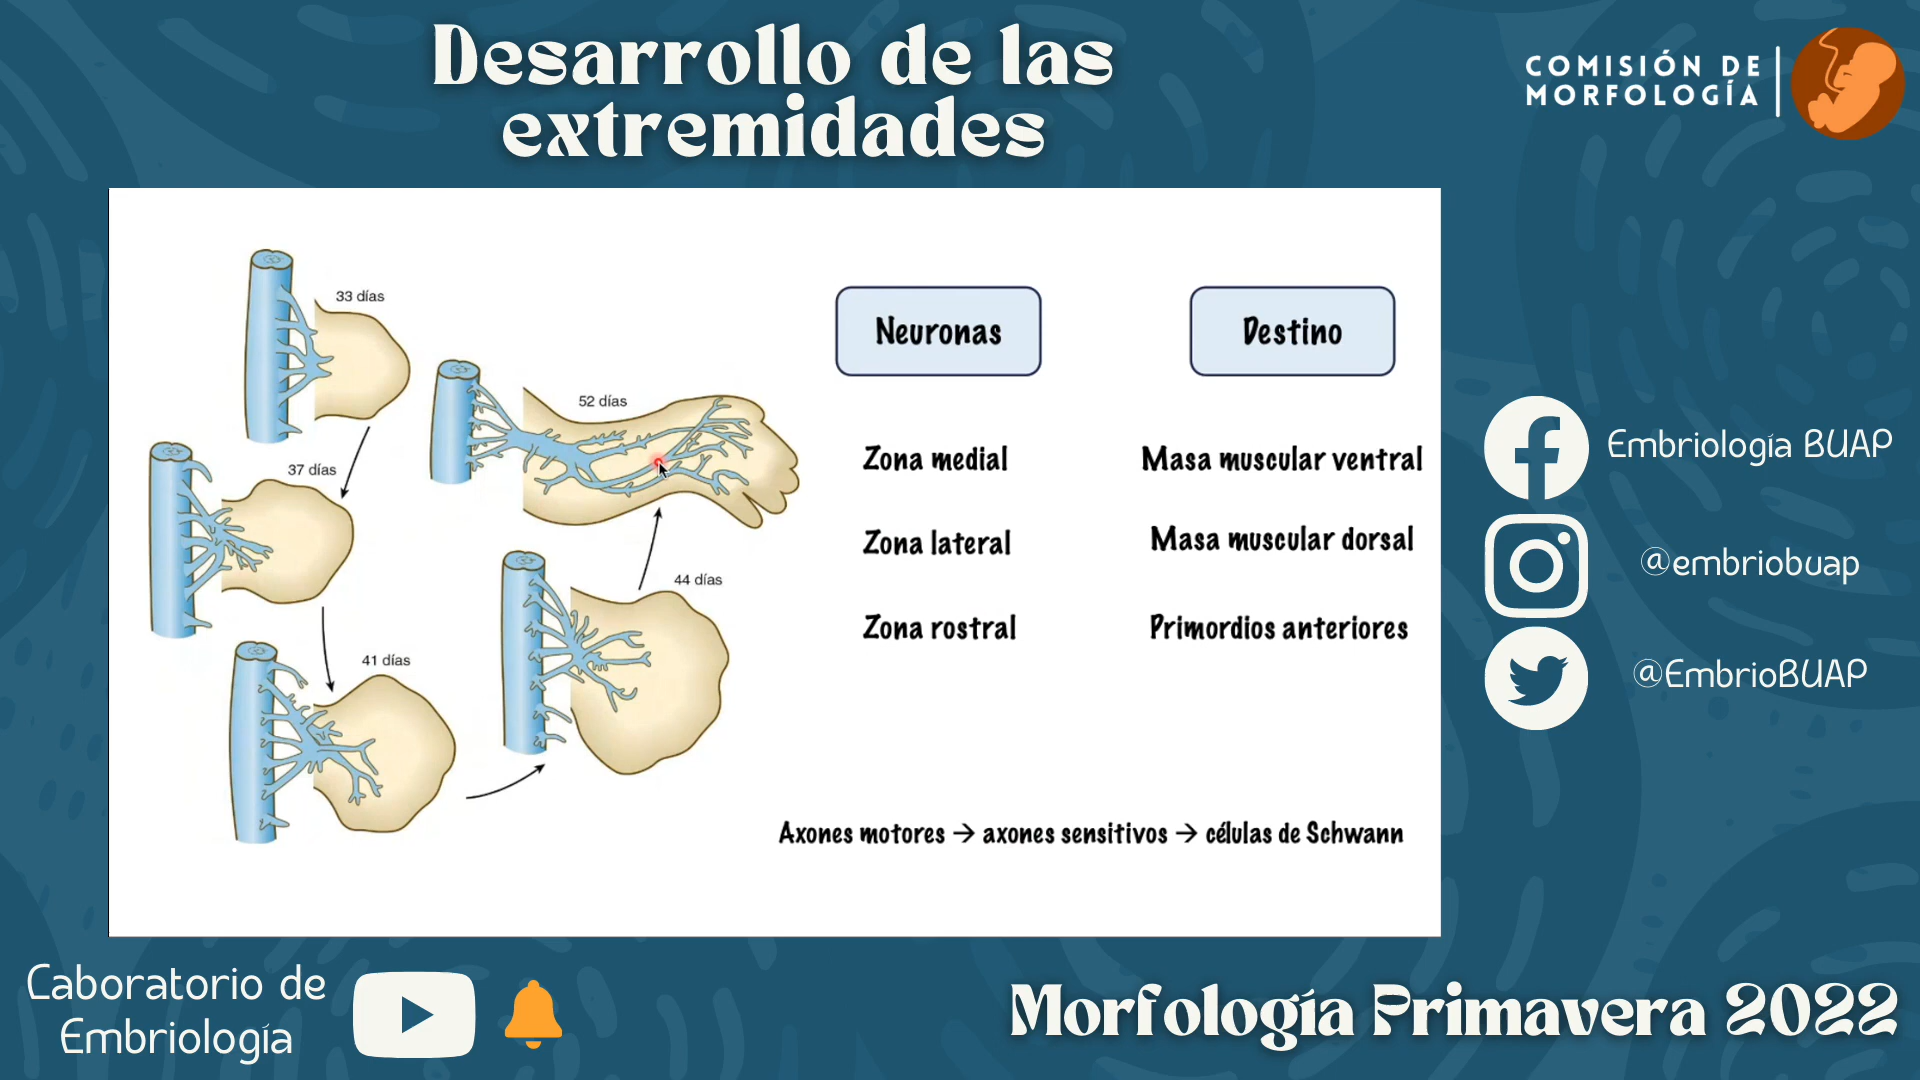 Desarrollo de las
extremidades
COMISIÓN DE
MORFOLOGÍA
33 días
37 días
41 días
44 días
52 días
Neuronas
Destino
Zona medial
Masa muscular ventral
Zona lateral
Masa muscular dorsal
Zona rostral
Primordios anteriores
Axones motores → axones sensitivos → células de Schwann
Embriología BUAP
@embriobuap
@EmbrioBUAP
Laboratorio de
Embriología
Morfología Primavera 2022